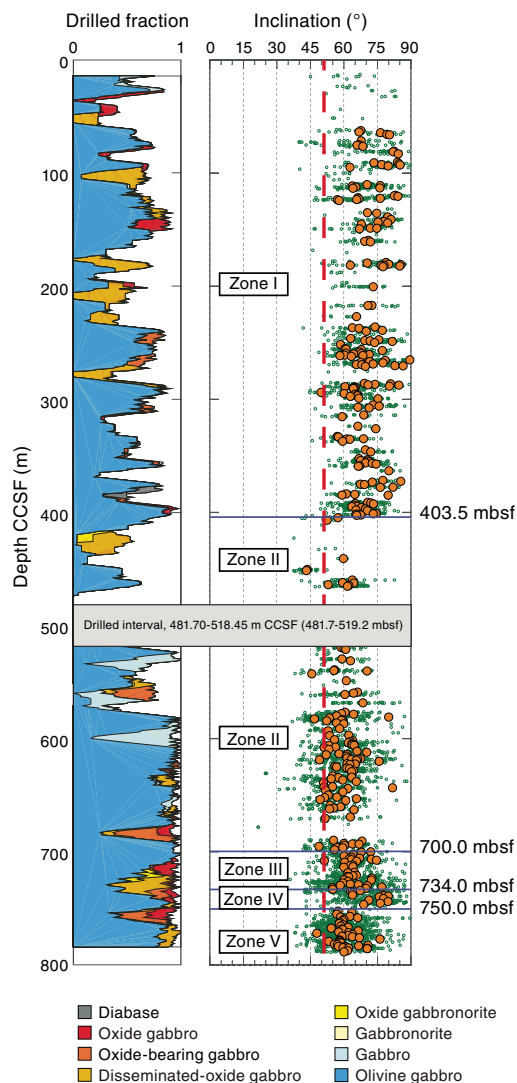 Drilled fraction
Inclination (°)
0 1
0 15 30 45 60 75 90
Depth CCSF (m)
0
100
200
300
400
500
600
700
800
Zone I
403.5 mbsf
Zone II
Drilled interval, 481.70-518.45 m CCSF (481.7-519.2 mbsf)
Zone II
700.0 mbsf
Zone III
734.0 mbsf
Zone IV
750.0 mbsf
Zone V
Diabase
Oxide gabbro
Oxide-bearing gabbro
Disseminated-oxide gabbro
Oxide gabbronorite
Gabbronorite
Gabbro
Olivine gabbro